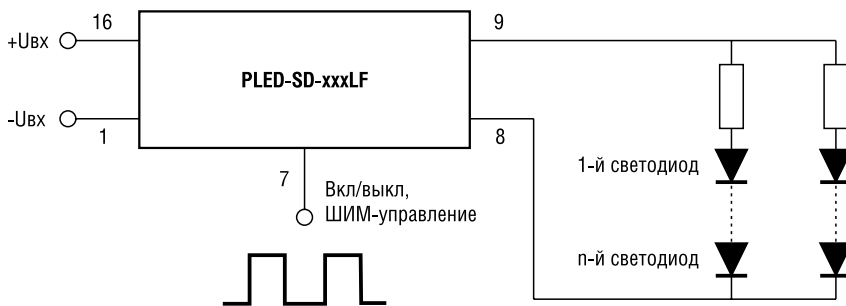 16
9
+Uвх
PLED-SD-xxxLF
-Uвх
1
8
7
Вкл/выкл,
ШИМ-управление
1-й светодиод
n-й светодиод